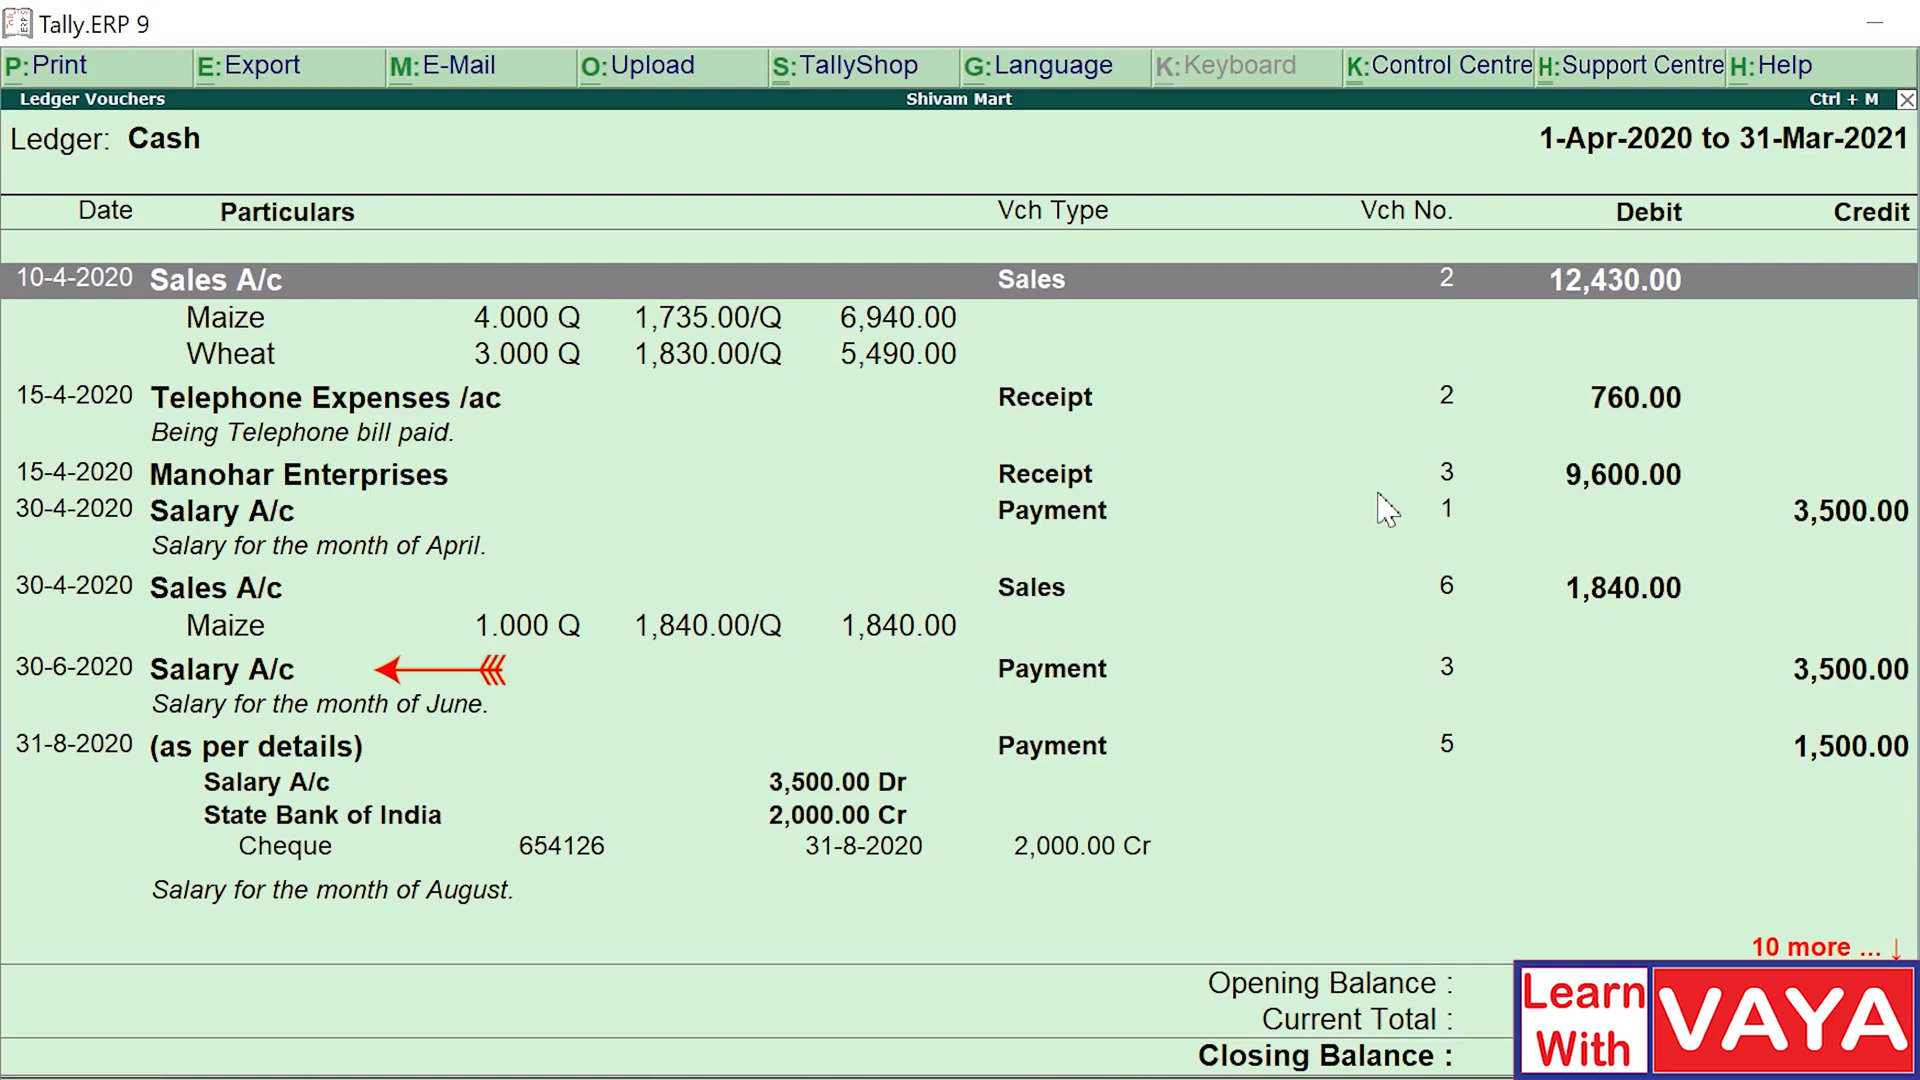 Tally.ERP 9
P: Print E: Export M: E-Mail O: Upload S: TallyShop G: Language K: Keyboard K: Control Centre H: Support Centre H: Help
Ledger Vouchers Shivam Mart Ctrl + M
Ledger: Cash 1-Apr-2020 to 31-Mar-2021
Date Particulars Vch Type Vch No. Debit Credit
10-4-2020 Sales A/c Sales 2 12,430.00
Maize 4.000 Q 1,735.00/Q 6,940.00
Wheat 3.000 Q 1,830.00/Q 5,490.00
15-4-2020 Telephone Expenses /ac Receipt 2 760.00
Being Telephone bill paid.
15-4-2020 Manohar Enterprises Receipt 3 9,600.00
30-4-2020 Salary A/c Payment 1 3,500.00
Salary for the month of April.
30-4-2020 Sales A/c Sales 6 1,840.00
Maize 1.000 Q 1,840.00/Q 1,840.00
30-6-2020 Salary A/c Payment 3 3,500.00
Salary for the month of June.
31-8-2020 (as per details) Payment 5 1,500.00
Salary A/c 3,500.00 Dr
State Bank of India 2,000.00 Cr
Cheque 654126 31-8-2020 2,000.00 Cr
Salary for the month of August.
10 more ... ↓
Opening Balance :
Current Total :
Closing Balance :
Learn
With
VAYA